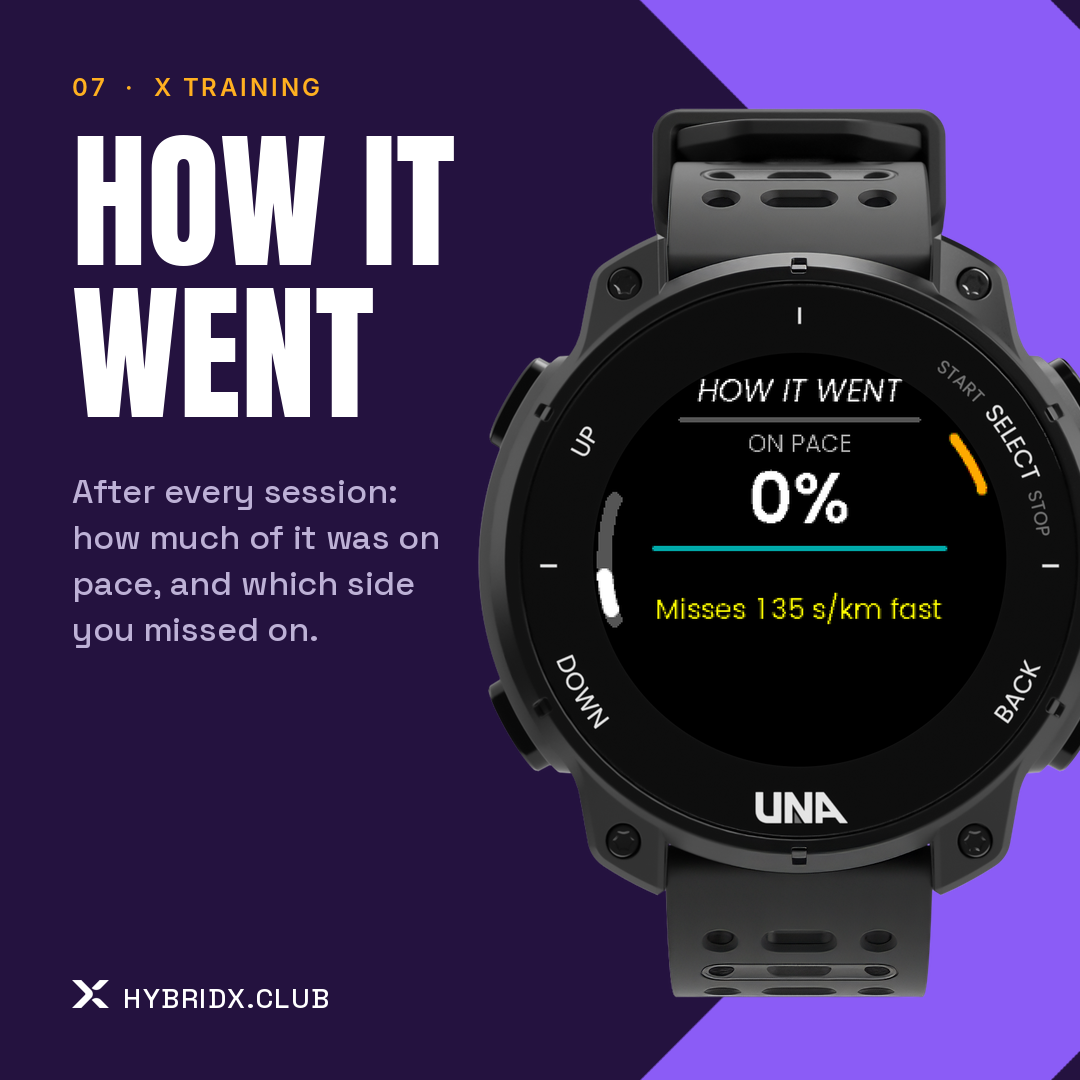 07 · X TRAINING
HOW IT
WENT
After every session:
how much of it was on
pace, and which side
you missed on.
HYBRIDX.CLUB
HOW IT WENT
ON PACE
0%
Misses 135 s/km fast
UP
DOWN
START
SELECT
STOP
BACK
UNA